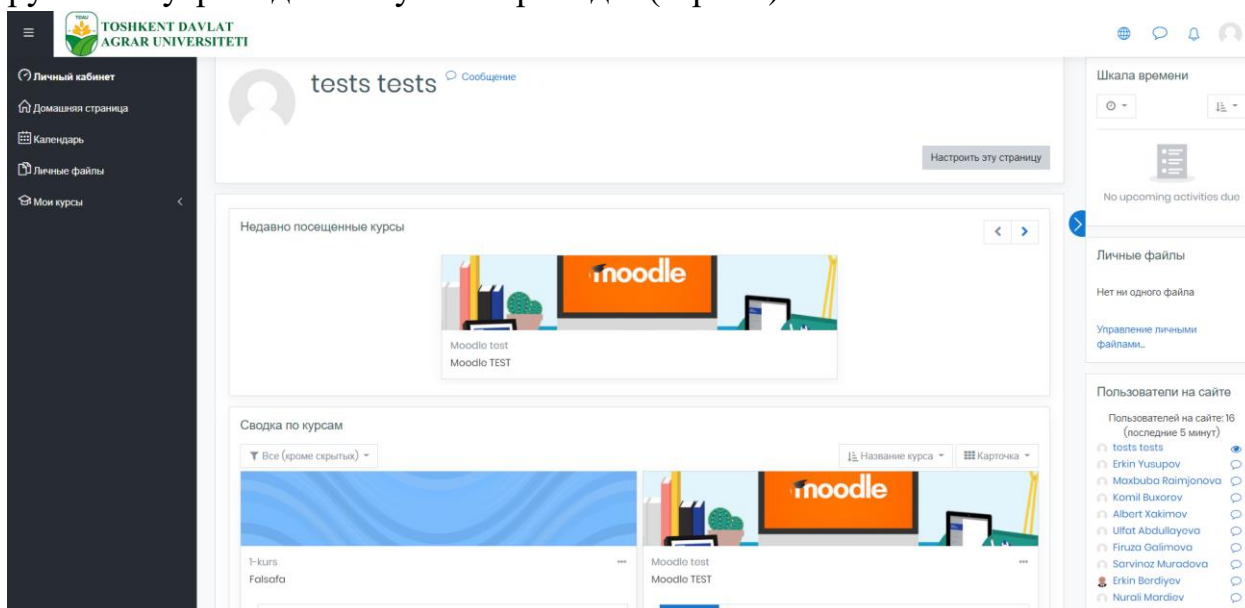 TOSHKENT DAVLAT
AGRAR UNIVERSITETI
Личный кабинет
Домашняя страница
Календарь
Личные файлы
Мои курсы
tests tests
Сообщение
Настроить эту страницу
Недавно посещенные курсы
moodle
Moodle test
Moodle TEST
Сводка по курсам
Все (кроме скрытых)
Название курса
Карточка
1-kurs
Falsafa
moodle
Moodle test
Moodle TEST
Шкала времени
No upcoming activities due
Личные файлы
Нет ни одного файла
Управление личными
файлами...
Пользователи на сайте
Пользователей на сайте: 16
(последние 5 минут)
tests tests
Erkin Yusupov
Maxbuba Raimjonova
Komil Buxorov
Albert Xakimov
Ulfat Abdullayeva
Firuza Galimova
Sarvinoz Muradova
Erkin Berdiyev
Nurali Mardiev